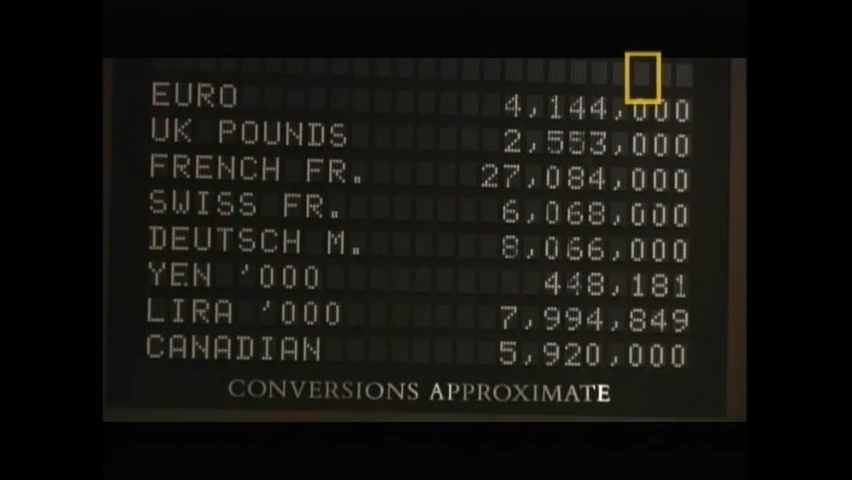 EURO 4,144,000
UK POUNDS 2,553,000
FRENCH FR. 27,084,000
SWISS FR. 6,068,000
DEUTSCH M. 8,066,000
YEN '000 448,181
LIRA '000 7,994,849
CANADIAN 5,920,000
CONVERSIONS APPROXIMATE